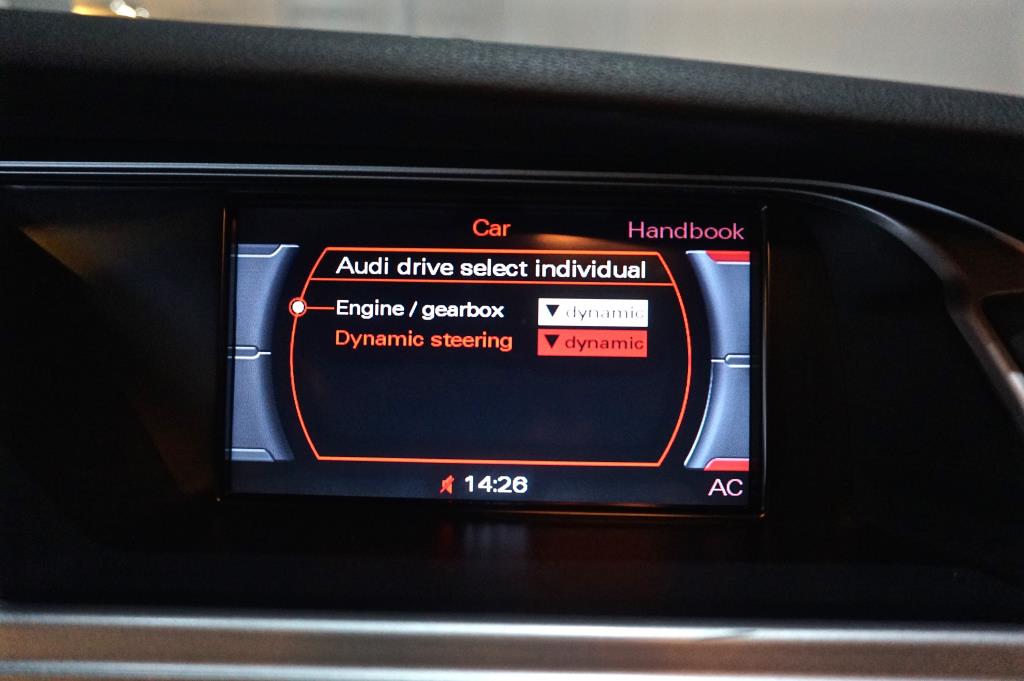 Car
Handbook
Audi drive select individual
Engine / gearbox
▼ dynamic
Dynamic steering
▼ dynamic
14:26
AC